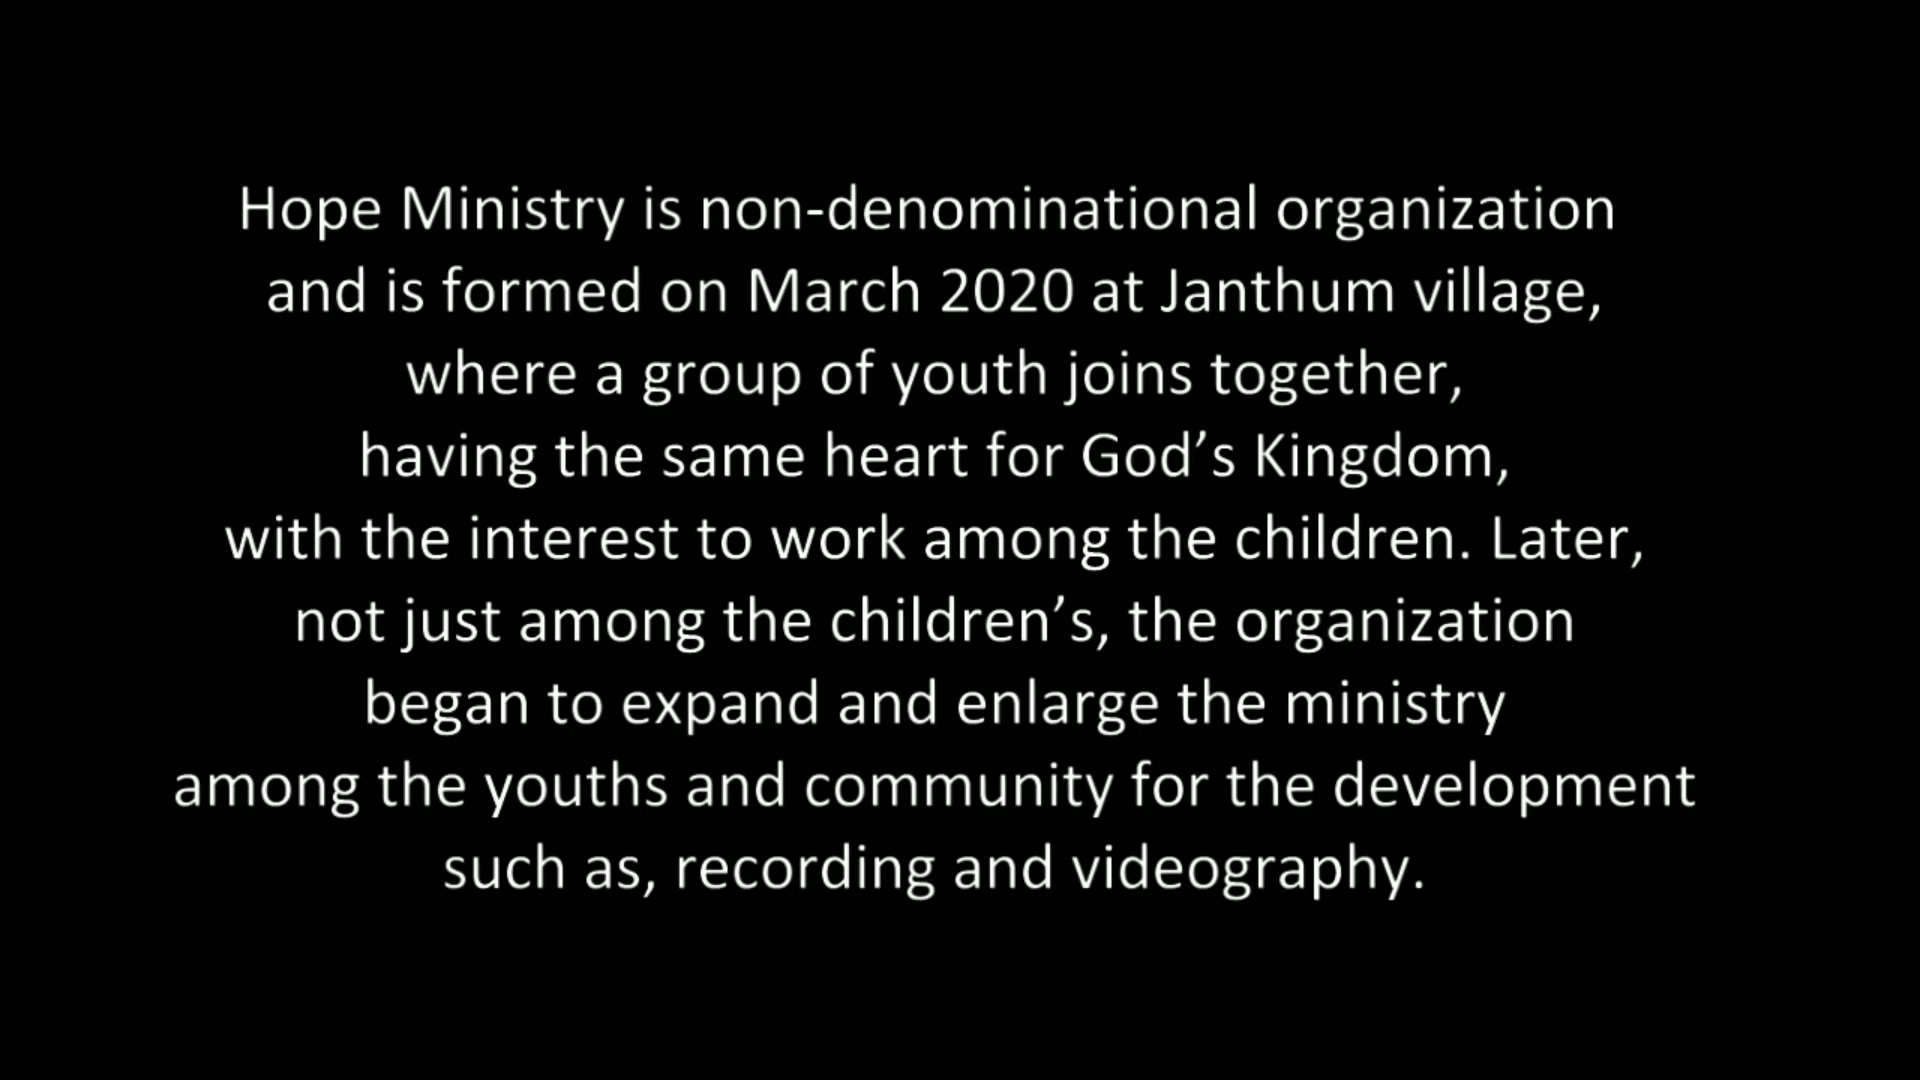 Hope Ministry is non-denominational organization
and is formed on March 2020 at Janthum village,
where a group of youth joins together,
having the same heart for God’s Kingdom,
with the interest to work among the children. Later,
not just among the children’s, the organization
began to expand and enlarge the ministry
among the youths and community for the development
such as, recording and videography.